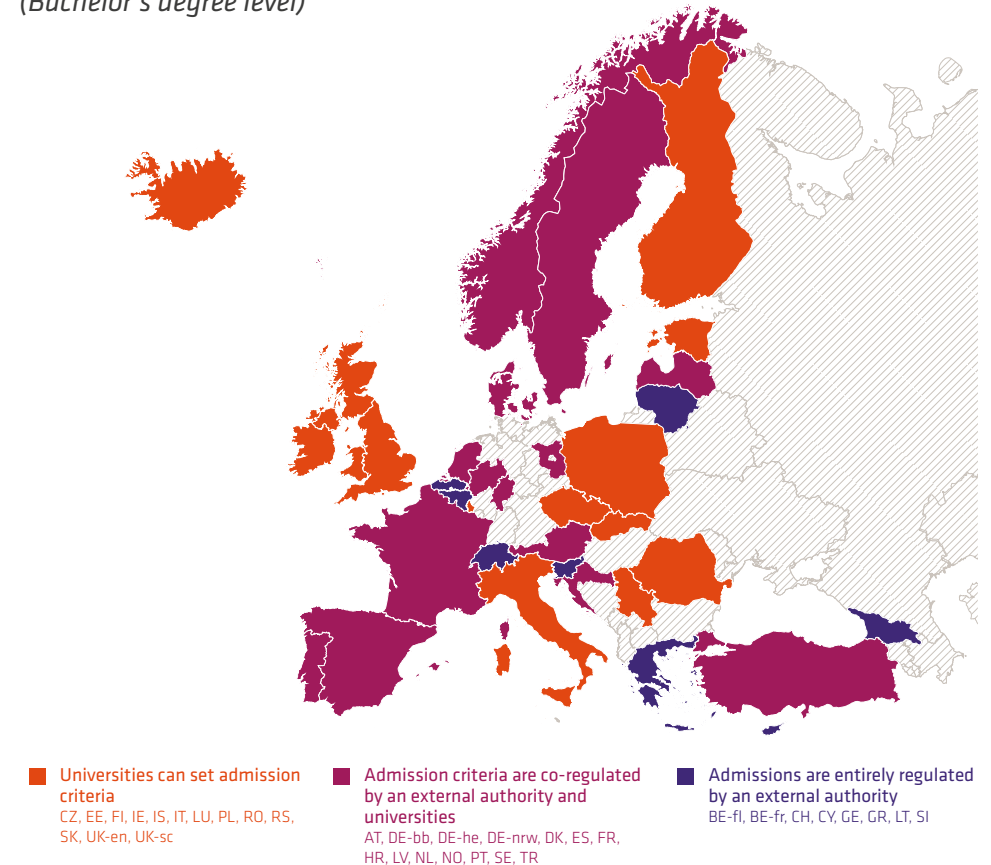 (Bachelor's degree level)
Universities can set admission
criteria
CZ, EE, FI, IE, IS, IT, LU, PL, RO, RS,
SK, UK-en, UK-sc
Admission criteria are co-regulated
by an external authority and
universities
AT, DE-bb, DE-he, DE-nrw, DK, ES, FR,
HR, LV, NL, NO, PT, SE, TR
Admissions are entirely regulated
by an external authority
BE-fl, BE-fr, CH, CY, GE, GR, LT, SI